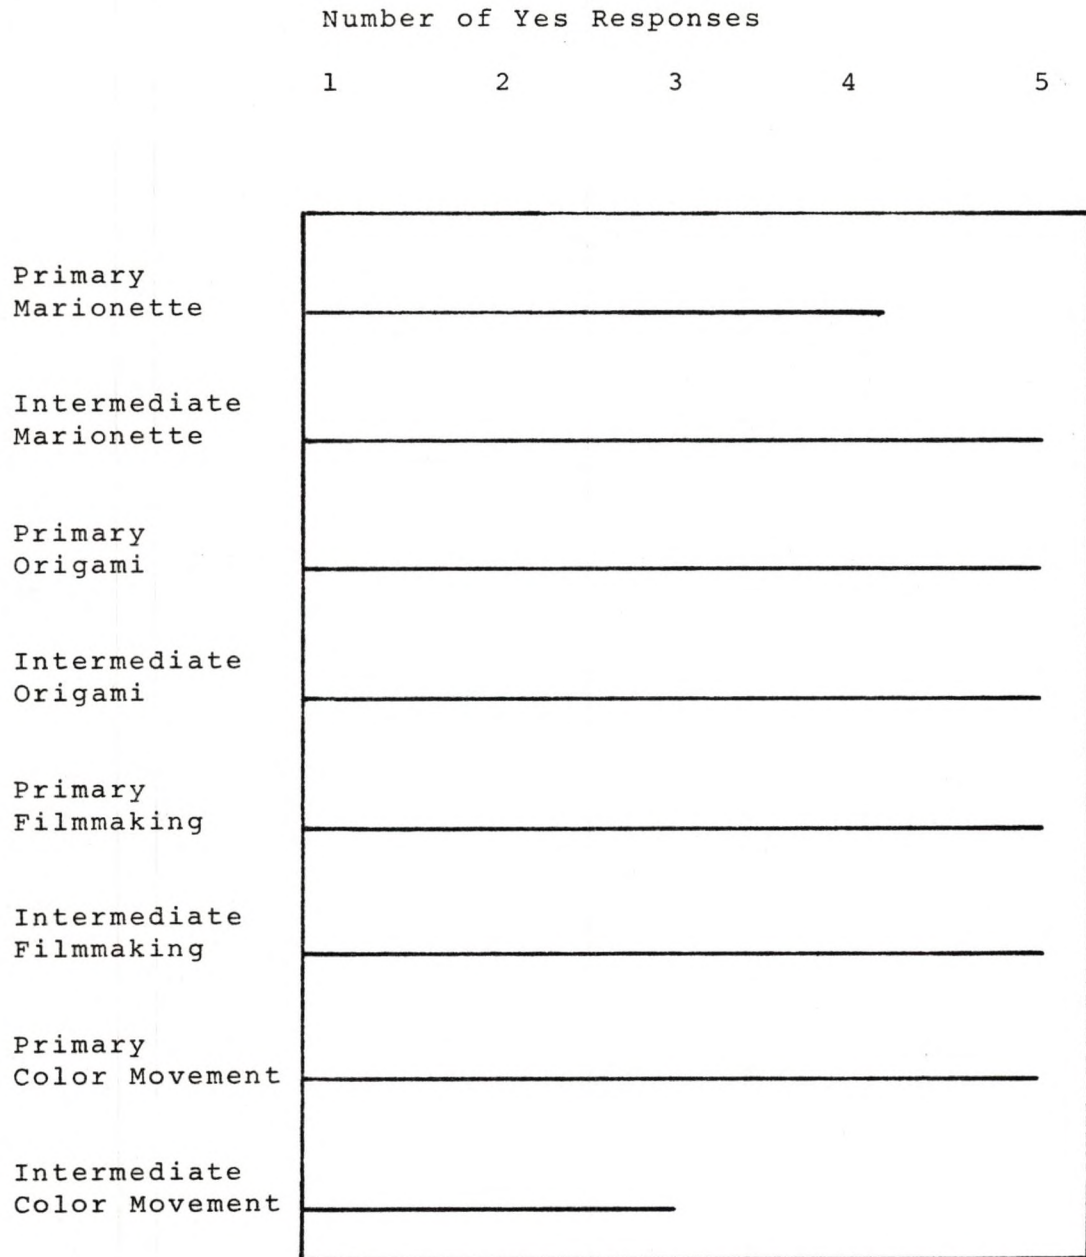 Number of Yes Responses
1 2 3 4 5
Primary
Marionette
Intermediate
Marionette
Primary
Origami
Intermediate
Origami
Primary
Filmmaking
Intermediate
Filmmaking
Primary
Color Movement
Intermediate
Color Movement